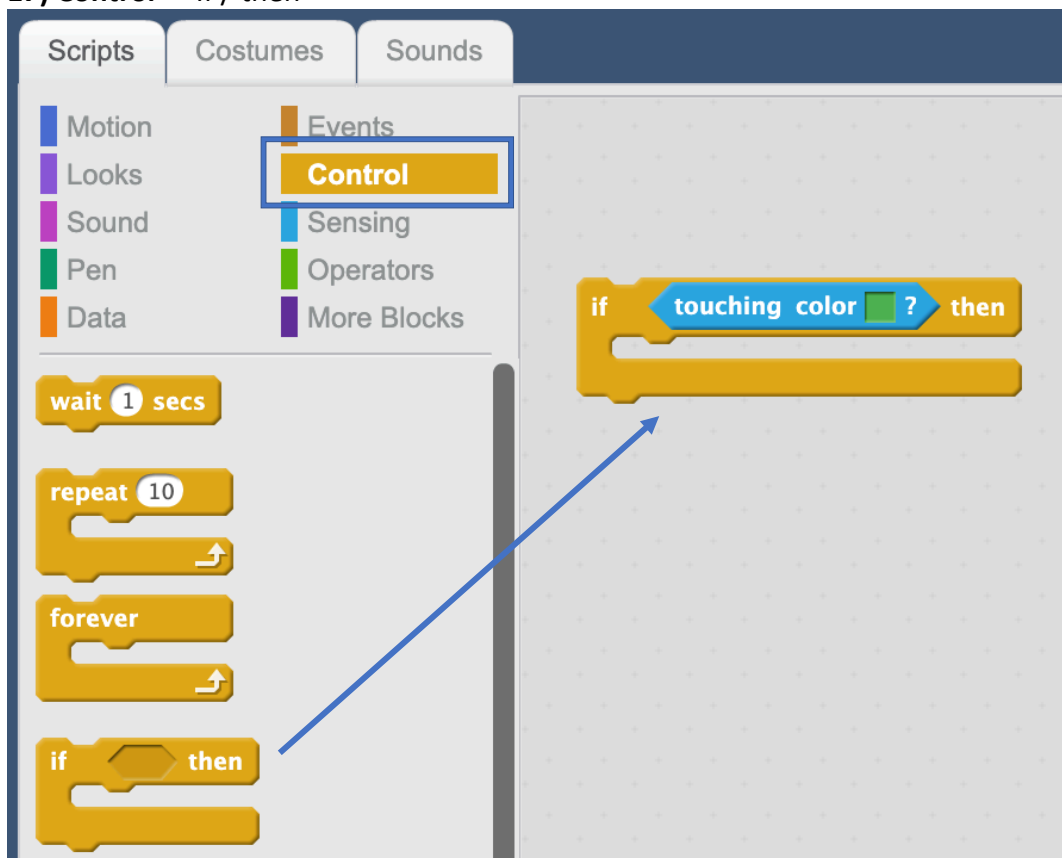 Scripts Costumes Sounds
Motion Events
Looks Control
Sound Sensing
Pen Operators
Data More Blocks
if touching color ? then
wait 1 secs
repeat 10
forever
if then